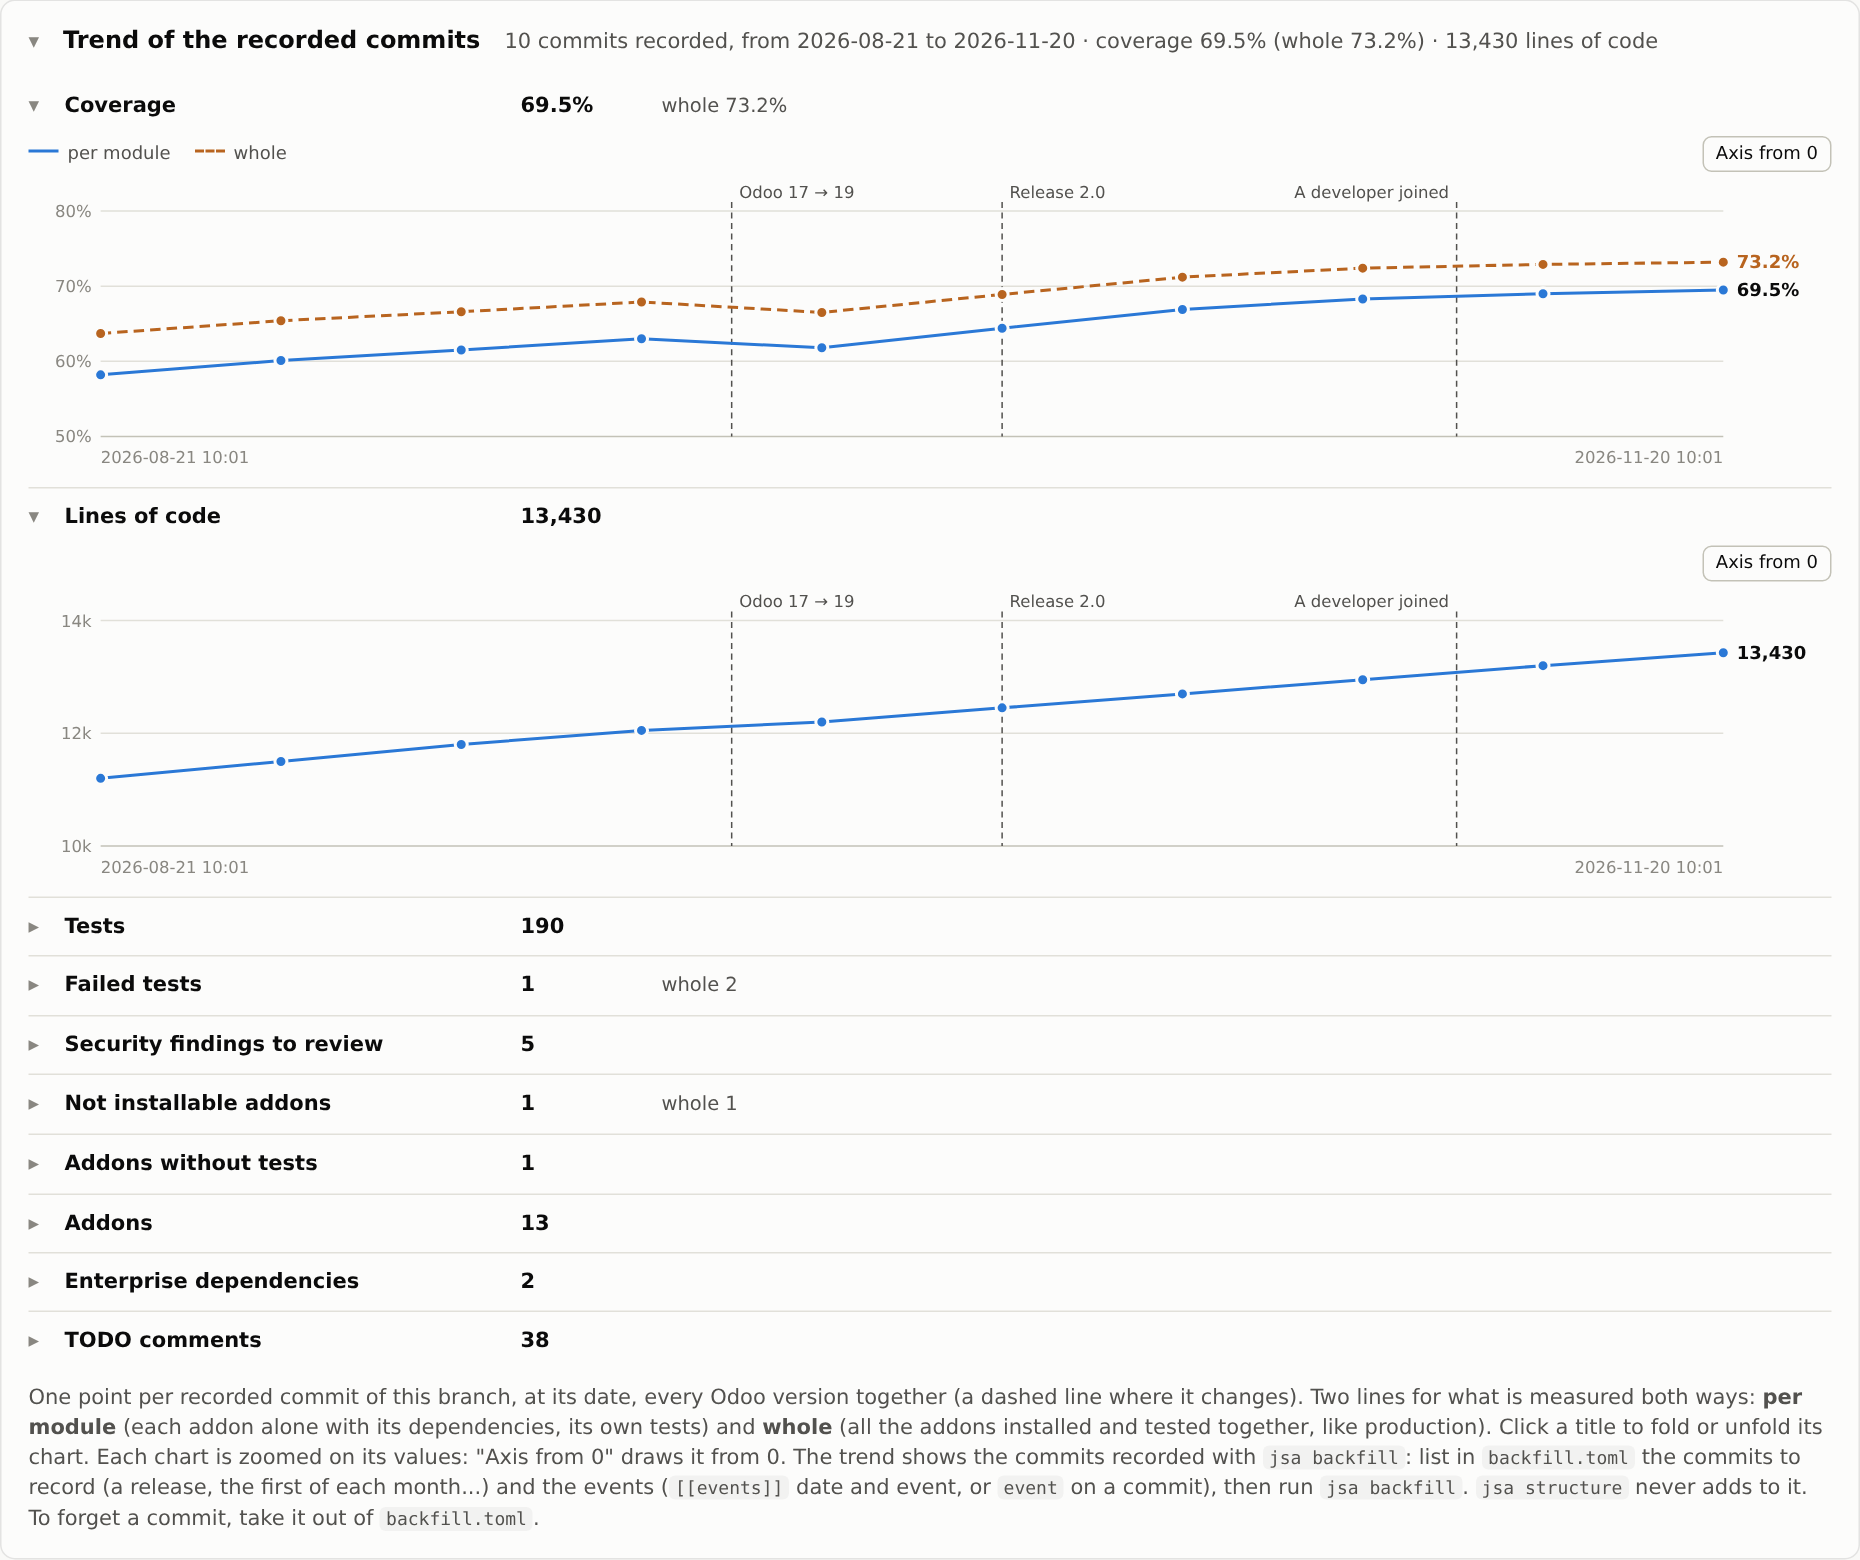 Trend of the recorded commits 10 commits recorded, from 2026-08-21 to 2026-11-20 · coverage 69.5% (whole 73.2%) · 13,430 lines of code
Coverage 69.5% whole 73.2%
per module whole Axis from 0
Odoo 17 → 19 Release 2.0 A developer joined
80%
73.2%
70%
69.5%
60%
50%
2026-08-21 10:01 2026-11-20 10:01
Lines of code 13,430
Axis from 0
Odoo 17 → 19 Release 2.0 A developer joined
14k
13,430
12k
10k
2026-08-21 10:01 2026-11-20 10:01
Tests 190
Failed tests 1 whole 2
Security findings to review 5
Not installable addons 1 whole 1
Addons without tests 1
Addons 13
Enterprise dependencies 2
TODO comments 38
One point per recorded commit of this branch, at its date, every Odoo version together (a dashed line where it changes). Two lines for what is measured both ways: per
module (each addon alone with its dependencies, its own tests) and whole (all the addons installed and tested together, like production). Click a title to fold or unfold its
chart. Each chart is zoomed on its values: "Axis from 0" draws it from 0. The trend shows the commits recorded with jsa backfill: list in backfill.toml the commits to
record (a release, the first of each month...) and the events ([[events]] date and event, or event on a commit), then run jsa backfill. jsa structure never adds to it.
To forget a commit, take it out of backfill.toml.